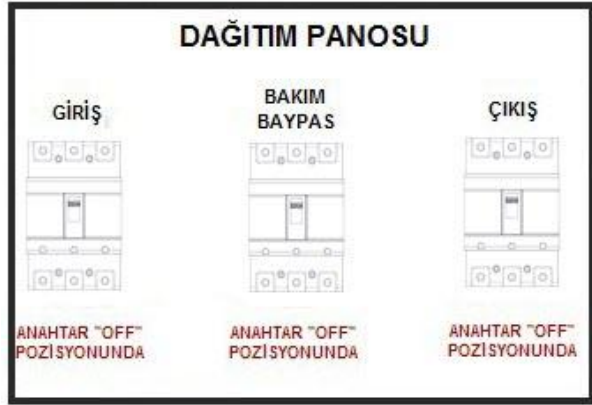 DAĞITIM PANOSU
GİRİŞ
BAKIM
BAYPAS
ÇIKIŞ
ANAHTAR "OFF"
POZİSYONUNDA
ANAHTAR "OFF"
POZİSYONUNDA
ANAHTAR "OFF"
POZİSYONUNDA